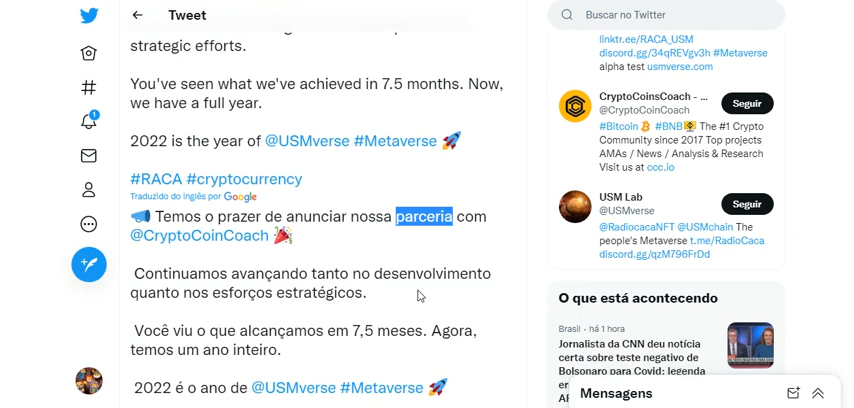 Tweet
strategic efforts.
You've seen what we've achieved in 7.5 months. Now,
we have a full year.
2022 is the year of @USMverse #Metaverse
#RACA #cryptocurrency
Traduzido do inglês por Google
Temos o prazer de anunciar nossa parceria com
@CryptoCoinCoach
Continuamos avançando tanto no desenvolvimento
quanto nos esforços estratégicos.
Você viu o que alcançamos em 7,5 meses. Agora,
temos um ano inteiro.
2022 é o ano de @USMverse #Metaverse
1
Buscar no Twitter
linktr.ee/RACA_USM
discord.gg/34qREVgv3h #Metaverse
alpha test usmverse.com
CryptoCoinsCoach - ...
@CryptoCoinCoach
Seguir
#Bitcoin #BNB The #1 Crypto
Community since 2017 Top projects
AMAs / News / Analysis & Research
Visit us at ccc.io
USM Lab
@USMverse
Seguir
@RadiocacaNFT @USMchain The
people's Metaverse t.me/RadioCaca
discord.gg/qzM796FrDd
O que está acontecendo
Brasil · há 1 hora
Jornalista da CNN deu notícia
certa sobre teste negativo de
Bolsonaro para Covid; legenda
Mensagens